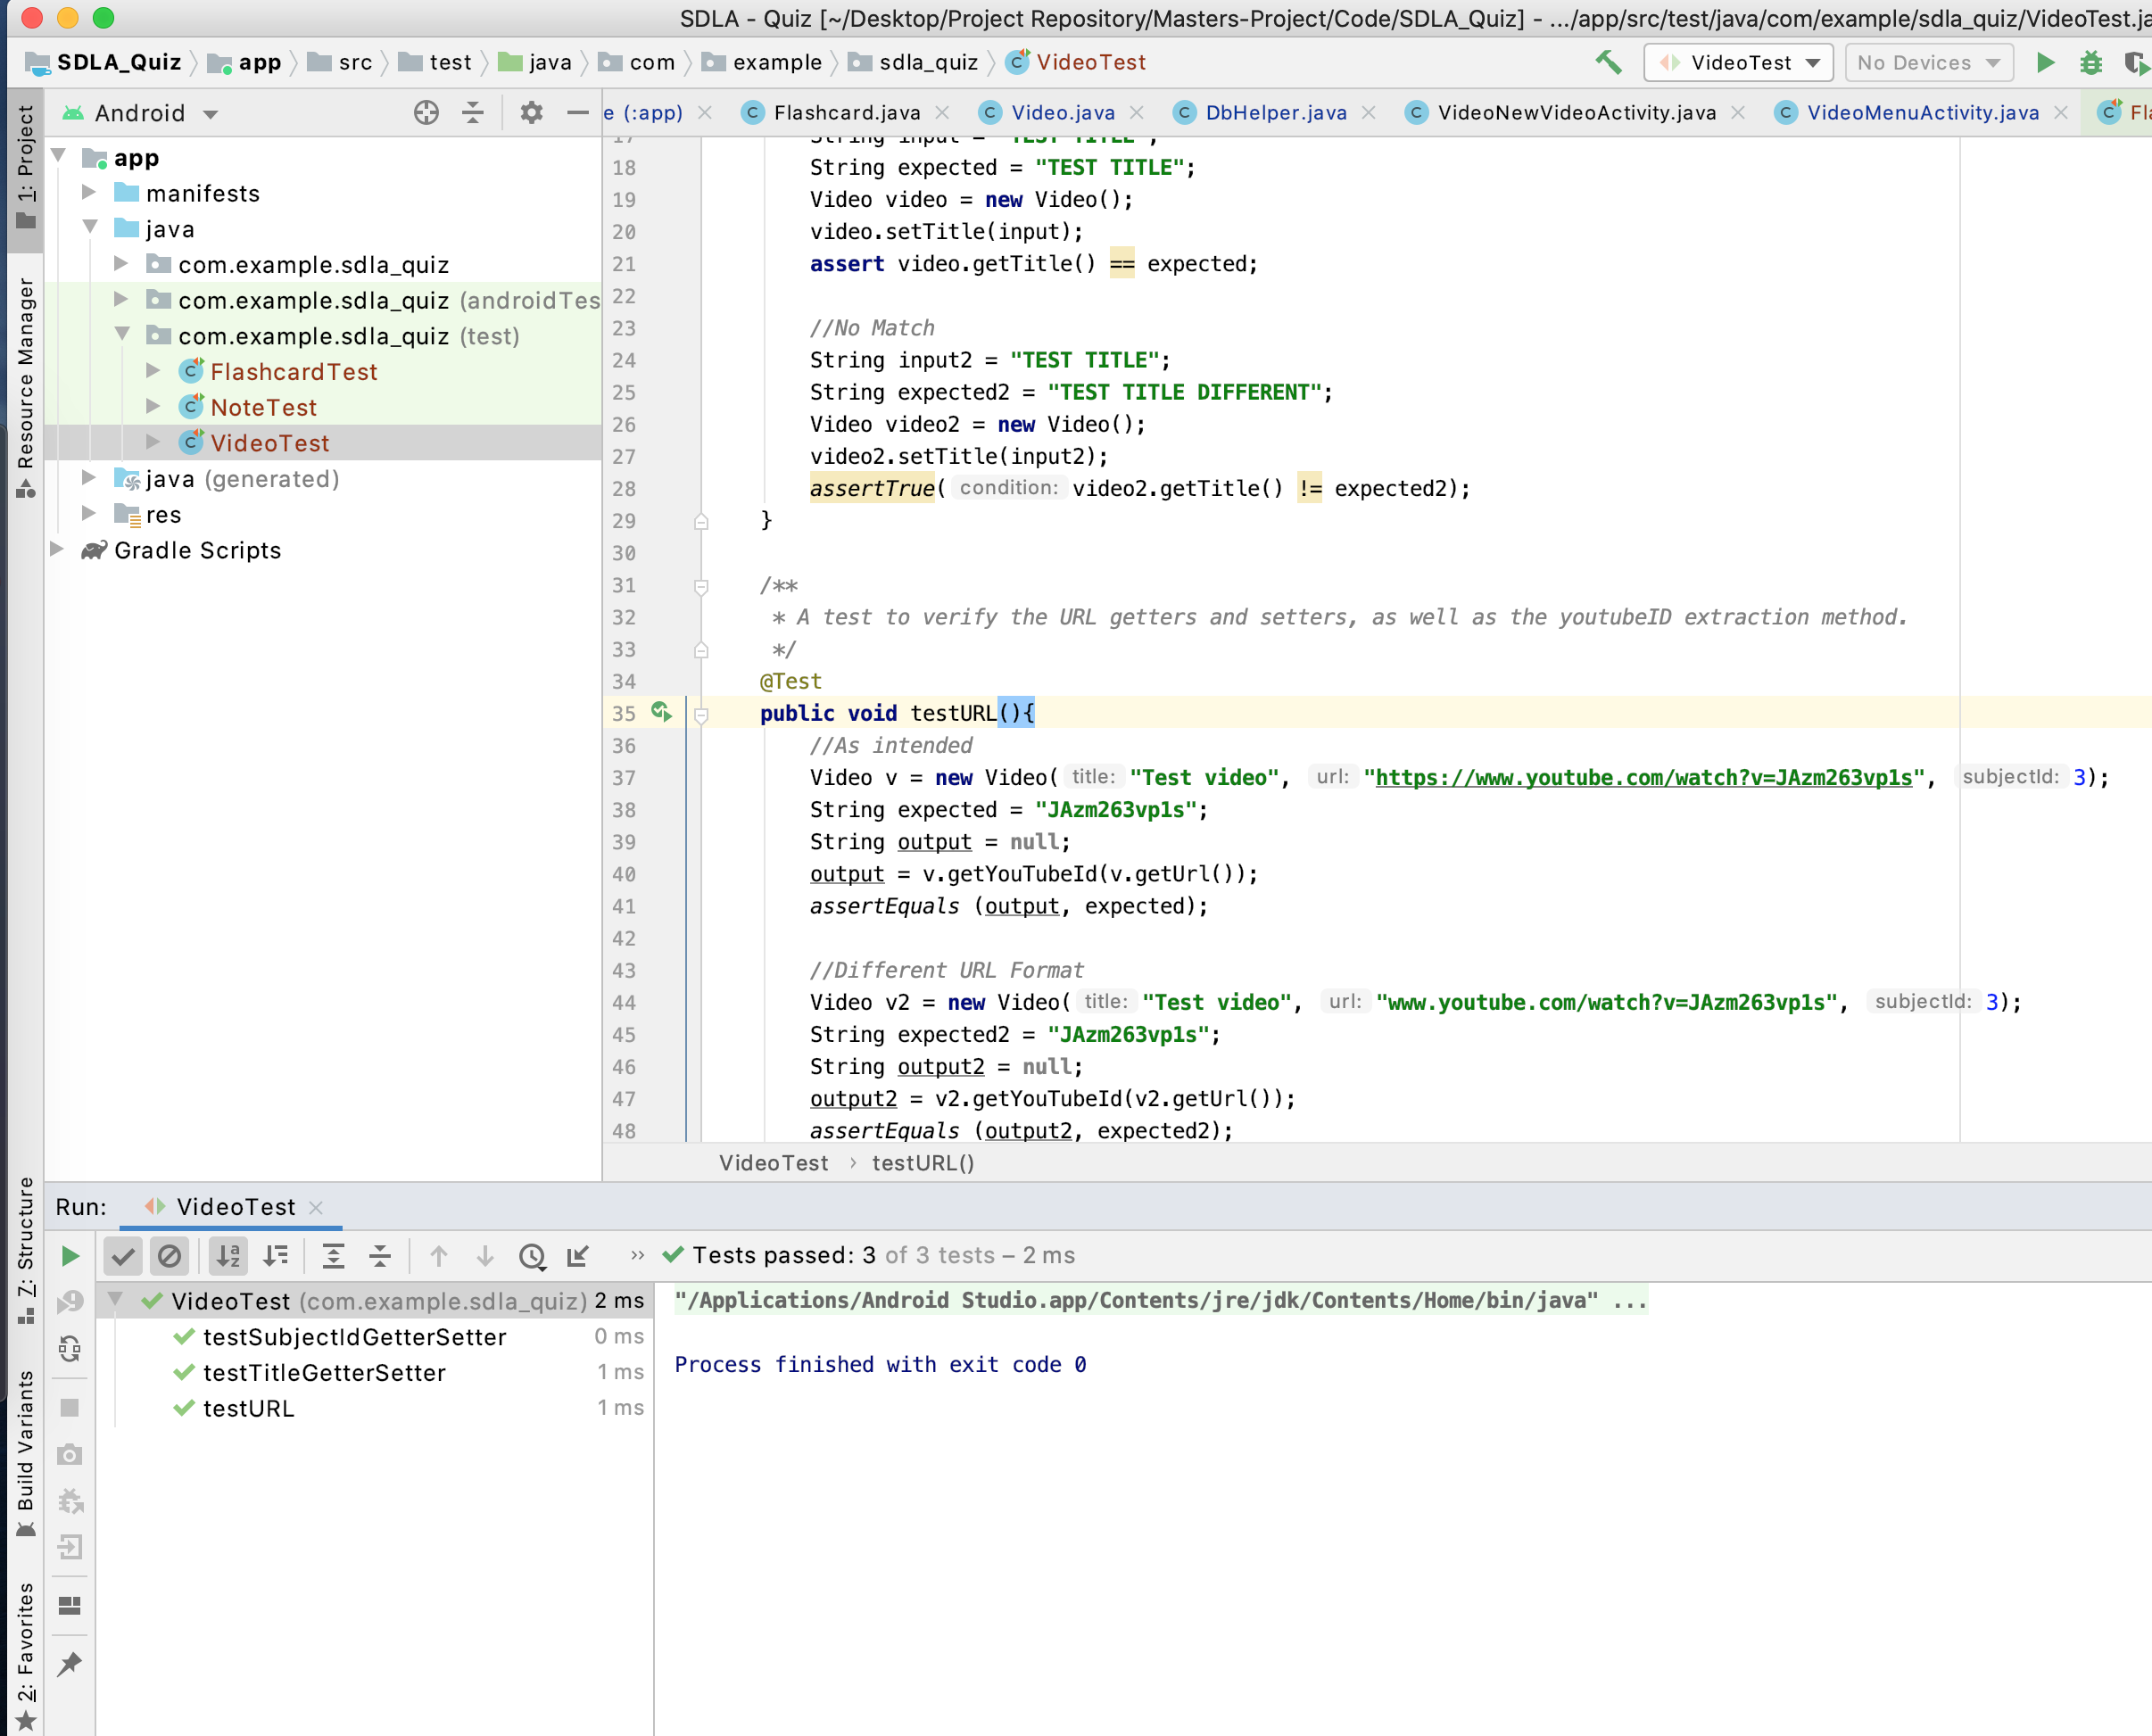 SDLA - Quiz [~/Desktop/Project Repository/Masters-Project/Code/SDLA_Quiz] - .../app/src/test/java/com/example/sdla_quiz/VideoTest.ja
SDLA_Quiz app src test java com example sdla_quiz VideoTest VideoTest No Devices
Android e (:app) Flashcard.java Video.java DbHelper.java VideoNewVideoActivity.java VideoMenuActivity.java Fla
1: Project
Resource Manager
7: Structure
Build Variants
2: Favorites
app
manifests
java
com.example.sdla_quiz
com.example.sdla_quiz (androidTes
com.example.sdla_quiz (test)
FlashcardTest
NoteTest
VideoTest
java (generated)
res
Gradle Scripts
17 String input = "TEST TITLE";
18 String expected = "TEST TITLE";
19 Video video = new Video();
20 video.setTitle(input);
21 assert video.getTitle() == expected;
22
23 //No Match
24 String input2 = "TEST TITLE";
25 String expected2 = "TEST TITLE DIFFERENT";
26 Video video2 = new Video();
27 video2.setTitle(input2);
28 assertTrue( condition: video2.getTitle() != expected2);
29 }
30
31 /**
32 * A test to verify the URL getters and setters, as well as the youtubeID extraction method.
33 */
34 @Test
35 public void testURL(){
36 //As intended
37 Video v = new Video( title: "Test video", url: "https://www.youtube.com/watch?v=JAzm263vp1s", subjectId: 3);
38 String expected = "JAzm263vp1s";
39 String output = null;
40 output = v.getYouTubeId(v.getUrl());
41 assertEquals (output, expected);
42
43 //Different URL Format
44 Video v2 = new Video( title: "Test video", url: "www.youtube.com/watch?v=JAzm263vp1s", subjectId: 3);
45 String expected2 = "JAzm263vp1s";
46 String output2 = null;
47 output2 = v2.getYouTubeId(v2.getUrl());
48 assertEquals (output2, expected2);
VideoTest › testURL()
Run: VideoTest
» Tests passed: 3 of 3 tests – 2 ms
VideoTest (com.example.sdla_quiz) 2 ms
testSubjectIdGetterSetter 0 ms
testTitleGetterSetter 1 ms
testURL 1 ms
"/Applications/Android Studio.app/Contents/jre/jdk/Contents/Home/bin/java" ...
Process finished with exit code 0